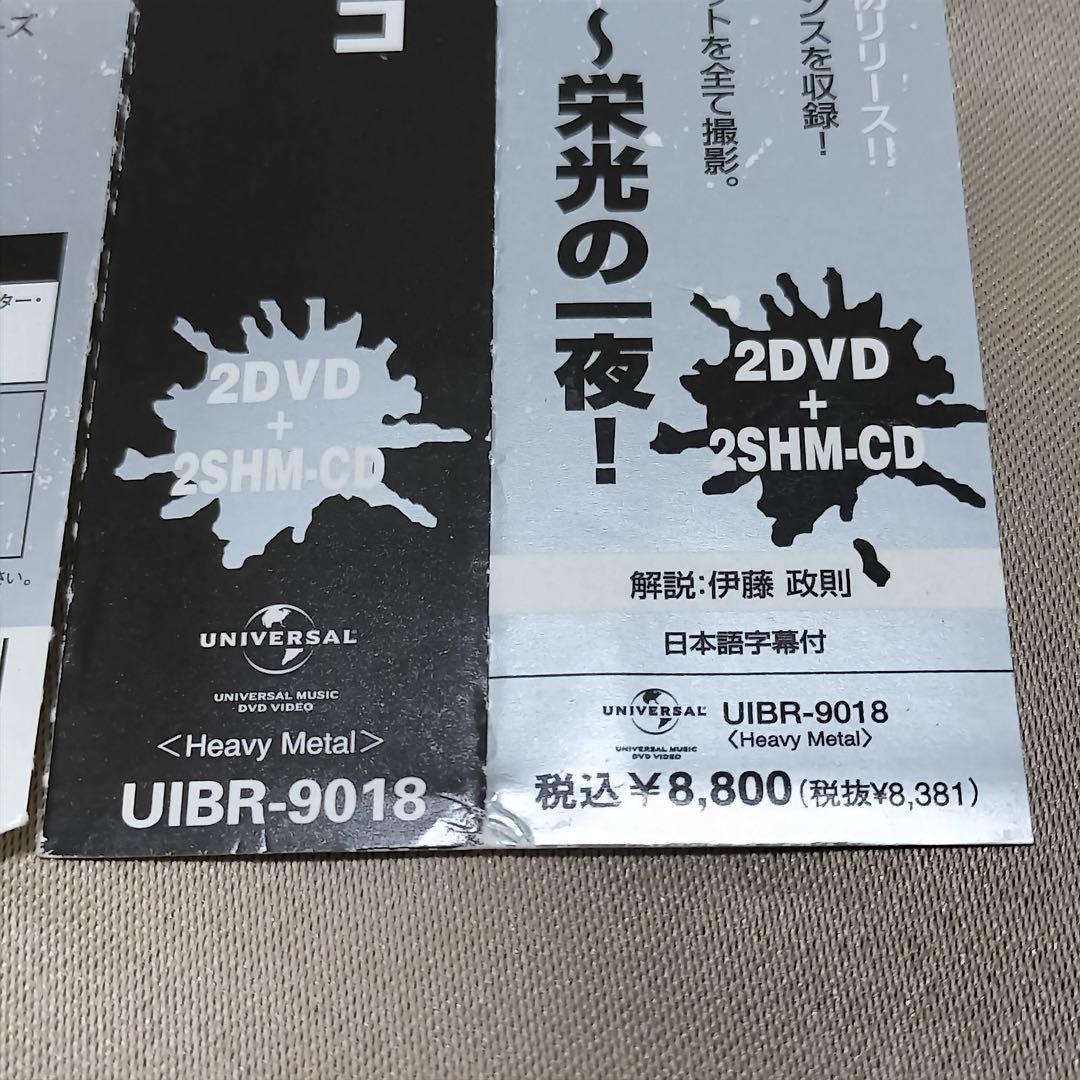 ーズ
ター・
さい。
コ
2DVD
+
2SHM-CD
UNIVERSAL
UNIVERSAL MUSIC
DVD VIDEO
<Heavy Metal>
UIBR-9018
リリース!!
ンスを収録!
ットを全て撮影。
~栄光の一夜!
2DVD
+
2SHM-CD
解説:伊藤 政則
日本語字幕付
UNIVERSAL
UNIVERSAL MUSIC
DVD VIDEO
UIBR-9018
<Heavy Metal>
税込¥8,800(税抜¥8,381)